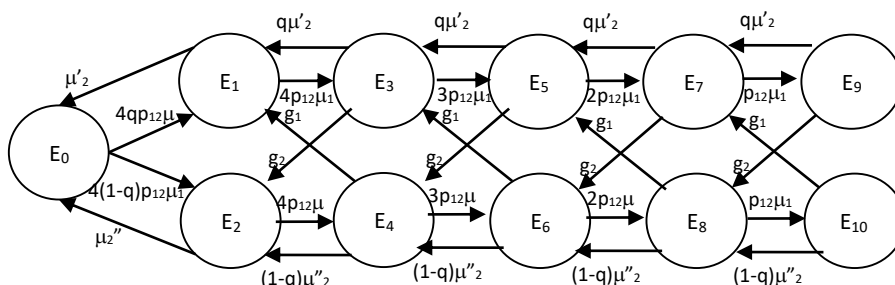 qμ′₂ qμ′₂ qμ′₂ qμ′₂
μ′₂
E₁ E₃ E₅ E₇ E₉
4qp₁₂μ 4p₁₂μ₁ 3p₁₂μ₁ 2p₁₂μ₁ p₁₂μ₁
g₁ g₁ g₁ g₁
E₀
g₂ g₂ g₂ g₂
4(1-q)p₁₂μ₁
4p₁₂μ 3p₁₂μ 2p₁₂μ p₁₂μ₁
E₂ E₄ E₆ E₈ E₁₀
μ₂″
(1-q)μ″₂ (1-q)μ″₂ (1-q)μ″₂ (1-q)μ″₂